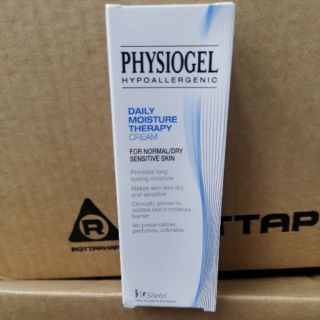 PHYSIOGEL
HYPOALLERGENIC
DAILY
MOISTURE
THERAPY
CREAM
FOR NORMAL/DRY
SENSITIVE SKIN
Provides long
lasting moisture
Makes skin less dry
and sensitive
Clinically proven to
restore skin's moisture
barrier
No preservatives,
perfumes, colorants
Stiefel
R
TTAP